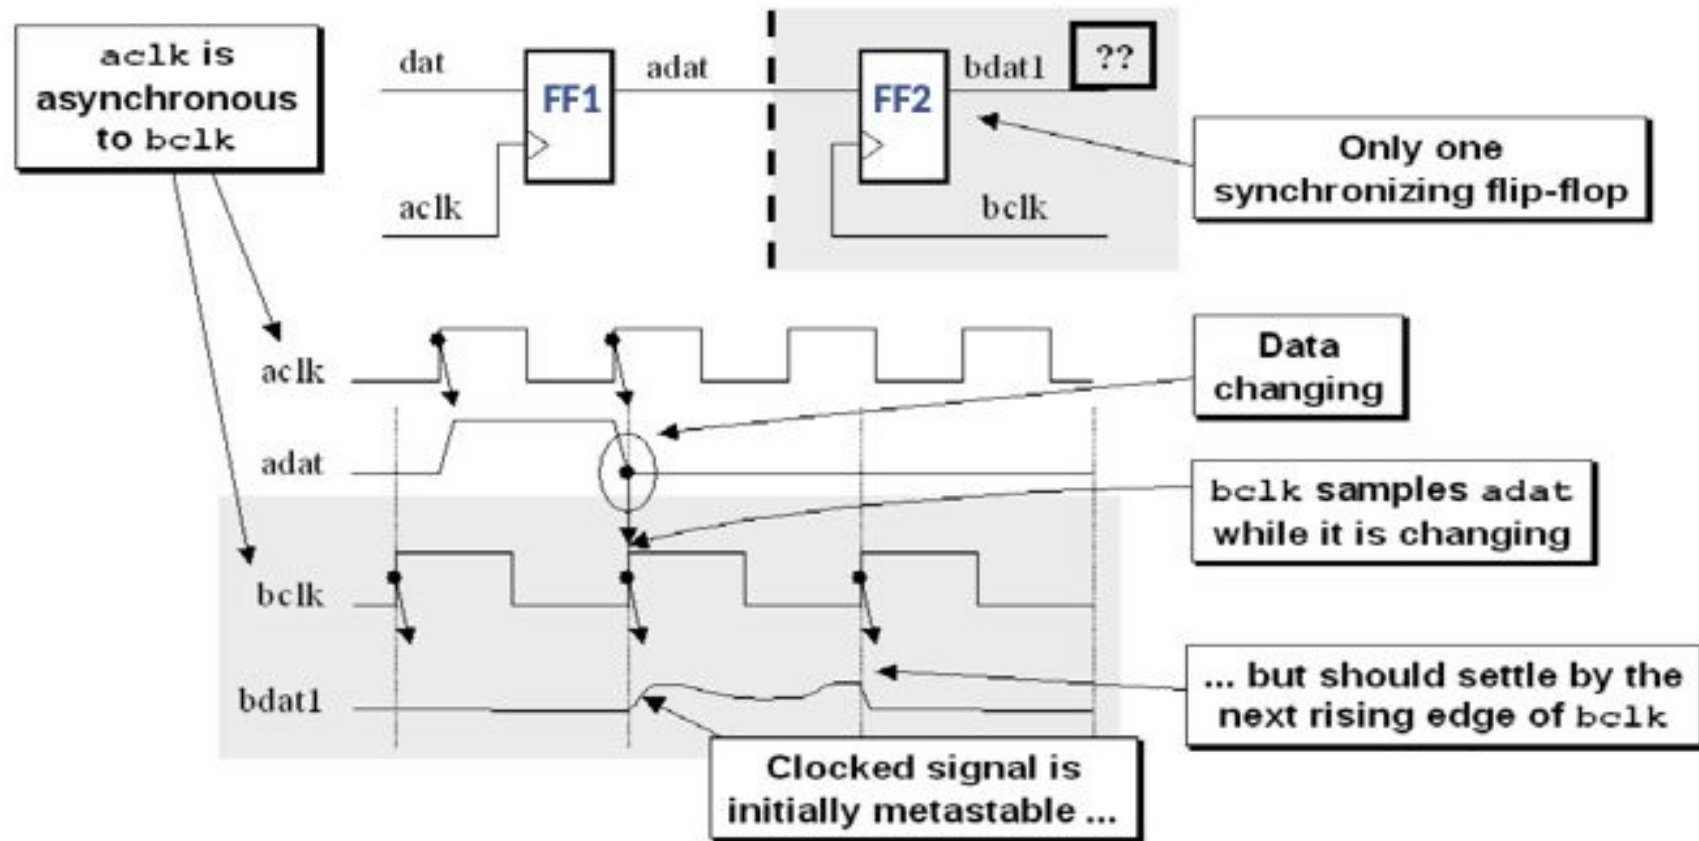 aclk is
asynchronous
to bclk
dat
FF1
adat
FF2
bdat1
??
aclk
bclk
Only one
synchronizing flip-flop
aclk
Data
changing
adat
bclk samples adat
while it is changing
bclk
... but should settle by the
next rising edge of bclk
bdat1
Clocked signal is
initially metastable ...